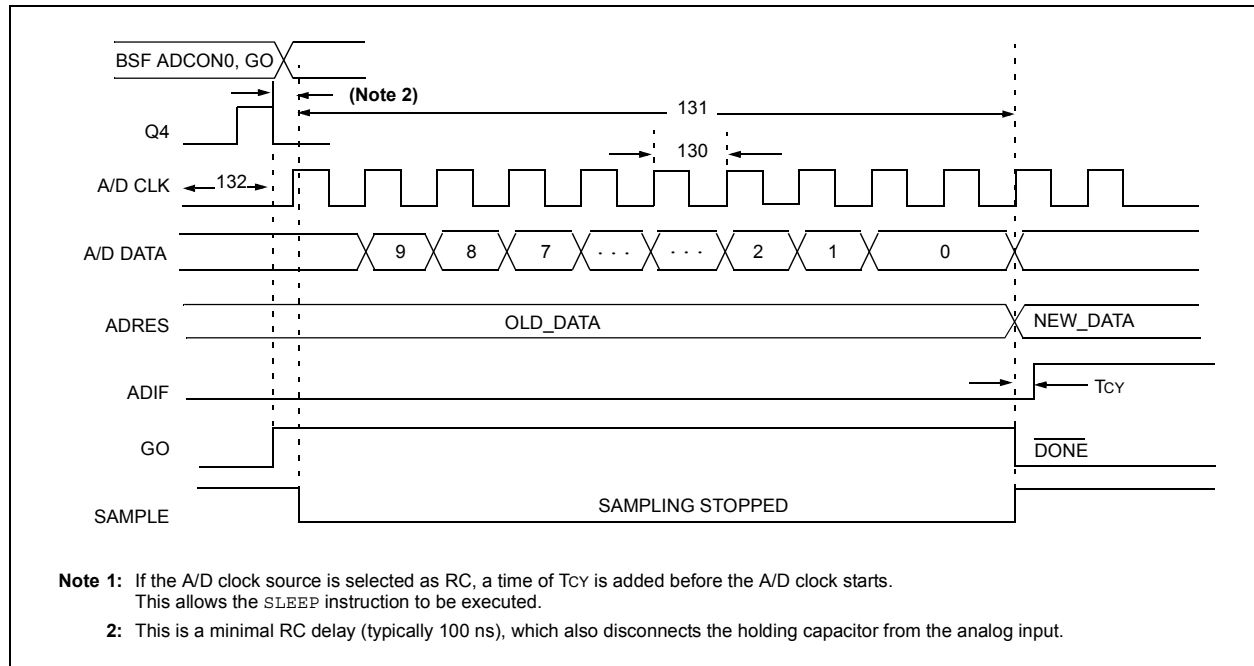 BSF ADCON0, GO
(Note 2)
131
Q4
130
A/D CLK
132
A/D DATA
9 8 7 . . . . . . 2 1 0
ADRES
OLD_DATA
NEW_DATA
ADIF
TCY
GO
DONE
SAMPLE
SAMPLING STOPPED
Note 1: If the A/D clock source is selected as RC, a time of TCY is added before the A/D clock starts.
This allows the SLEEP instruction to be executed.
2: This is a minimal RC delay (typically 100 ns), which also disconnects the holding capacitor from the analog input.